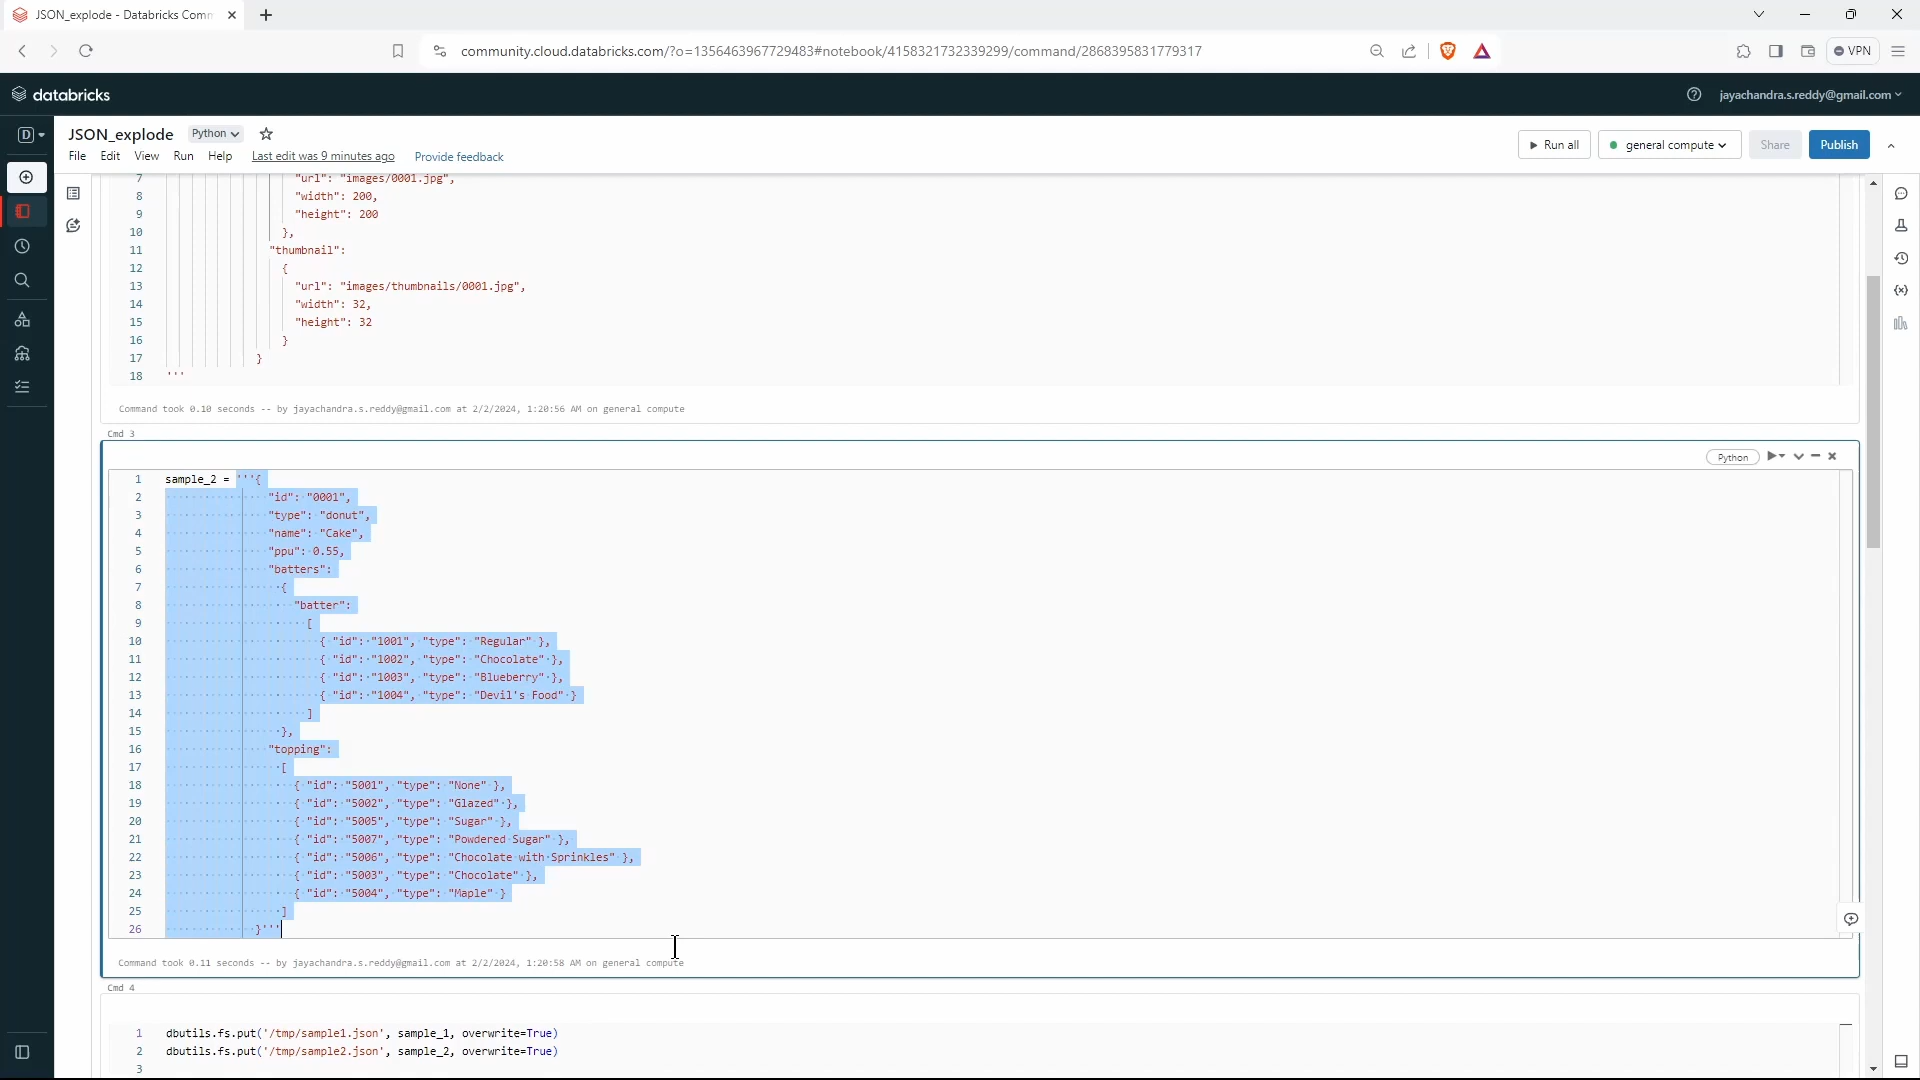 JSON_explode - Databricks Comm
community.cloud.databricks.com/?o=1356463967729483#notebook/4158321732339299/command/2868395831779317
VPN
databricks
jayachandra.s.reddy@gmail.com
D
JSON_explode Python
File Edit View Run Help Last edit was 9 minutes ago Provide feedback
Run all general compute Share Publish
7 "url": "images/0001.jpg",
8 "width": 200,
9 "height": 200
10 },
11 "thumbnail":
12 {
13 "url": "images/thumbnails/0001.jpg",
14 "width": 32,
15 "height": 32
16 }
17 }
18 '''
Command took 0.10 seconds -- by jayachandra.s.reddy@gmail.com at 2/2/2024, 1:20:56 AM on general compute
Cmd 3
Python
1 sample_2 = '''{
2 "id": "0001",
3 "type": "donut",
4 "name": "Cake",
5 "ppu": 0.55,
6 "batters":
7 {
8 "batter":
9 [
10 { "id": "1001", "type": "Regular" },
11 { "id": "1002", "type": "Chocolate" },
12 { "id": "1003", "type": "Blueberry" },
13 { "id": "1004", "type": "Devil's Food" }
14 ]
15 },
16 "topping":
17 [
18 { "id": "5001", "type": "None" },
19 { "id": "5002", "type": "Glazed" },
20 { "id": "5005", "type": "Sugar" },
21 { "id": "5007", "type": "Powdered Sugar" },
22 { "id": "5006", "type": "Chocolate with Sprinkles" },
23 { "id": "5003", "type": "Chocolate" },
24 { "id": "5004", "type": "Maple" }
25 ]
26 }'''
Command took 0.11 seconds -- by jayachandra.s.reddy@gmail.com at 2/2/2024, 1:20:58 AM on general compute
Cmd 4
1 dbutils.fs.put('/tmp/sample1.json', sample_1, overwrite=True)
2 dbutils.fs.put('/tmp/sample2.json', sample_2, overwrite=True)
3